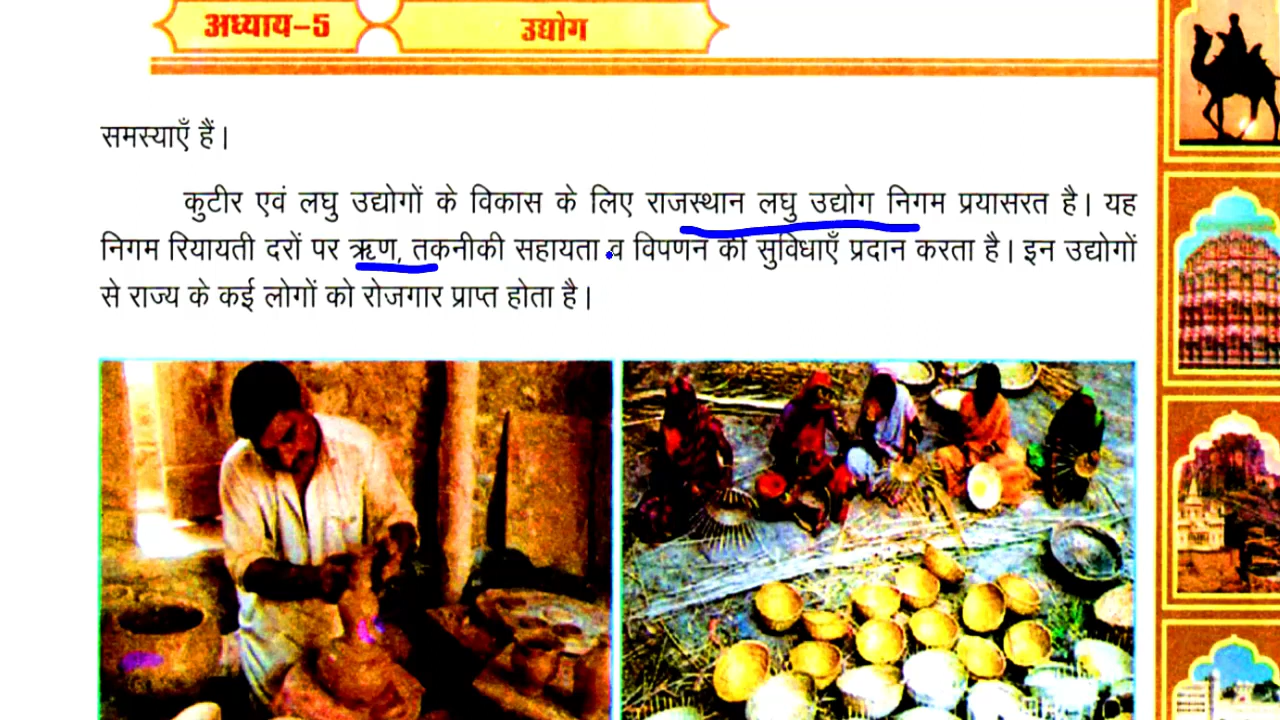 अध्याय-5 उद्योग
समस्याएँ हैं।
कुटीर एवं लघु उद्योगों के विकास के लिए राजस्थान लघु उद्योग निगम प्रयासरत है। यह
निगम रियायती दरों पर ऋण, तकनीकी सहायता व विपणन की सुविधाएँ प्रदान करता है। इन उद्योगों
से राज्य के कई लोगों को रोजगार प्राप्त होता है।